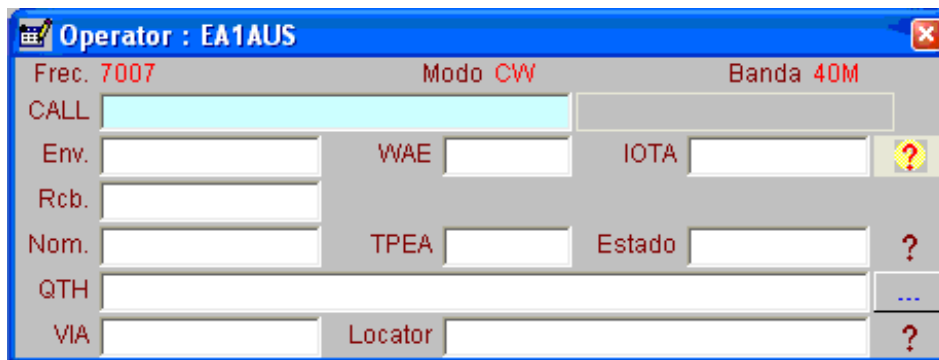 Operator : EA1AUS
Frec. 7007 Modo CW Banda 40M
CALL
Env. WAE IOTA ?
Rcb.
Nom. TPEA Estado ?
QTH ...
VIA Locator ?